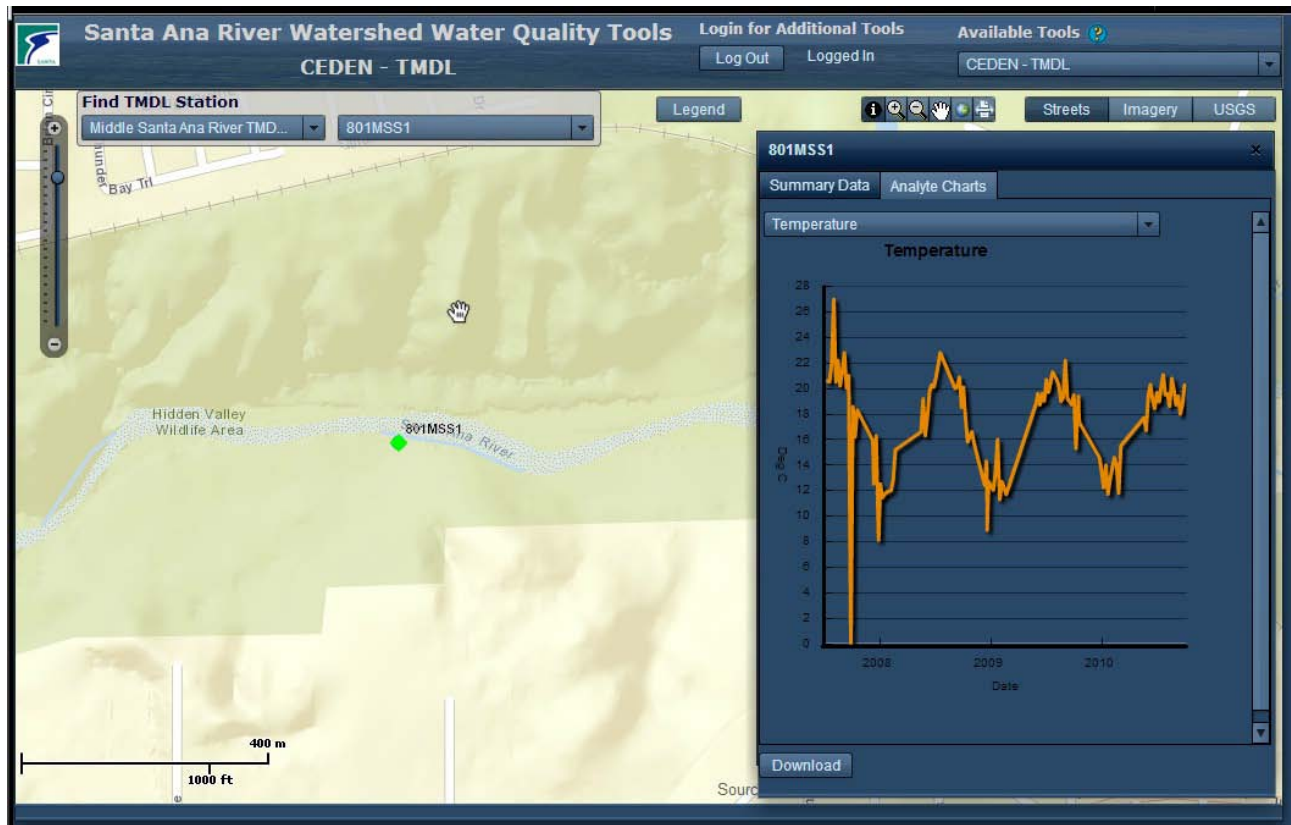 Santa Ana River Watershed Water Quality Tools
CEDEN - TMDL
Login for Additional Tools
Log Out
Logged In
Available Tools ?
CEDEN - TMDL
Find TMDL Station
Middle Santa Ana River TMD...
801MSS1
Legend
Streets
Imagery
USGS
Bay Trl
Hidden Valley
Wildlife Area
801MSS1
Ana River
400 m
1000 ft
Sourc
801MSS1
Summary Data
Analyte Charts
Temperature
Temperature
28
26
24
22
20
18
16
14
12
10
8
6
4
2
0
Deg C
2008
2009
2010
Date
Download